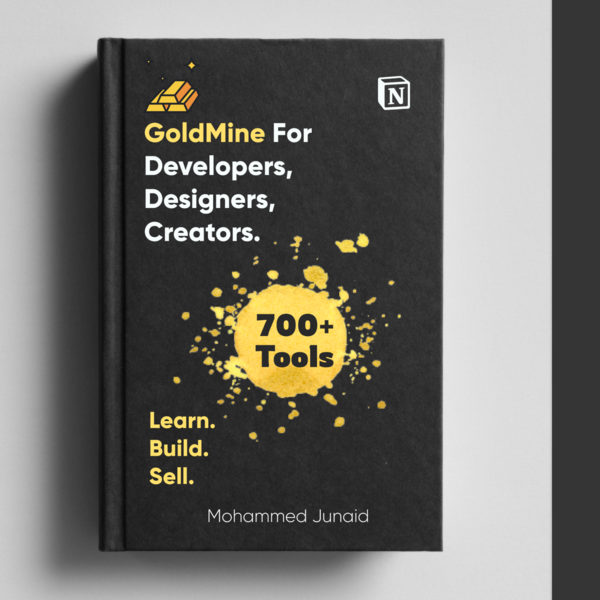 N
GoldMine For
Developers,
Designers,
Creators.
700+
Tools
Learn.
Build.
Sell.
Mohammed Junaid